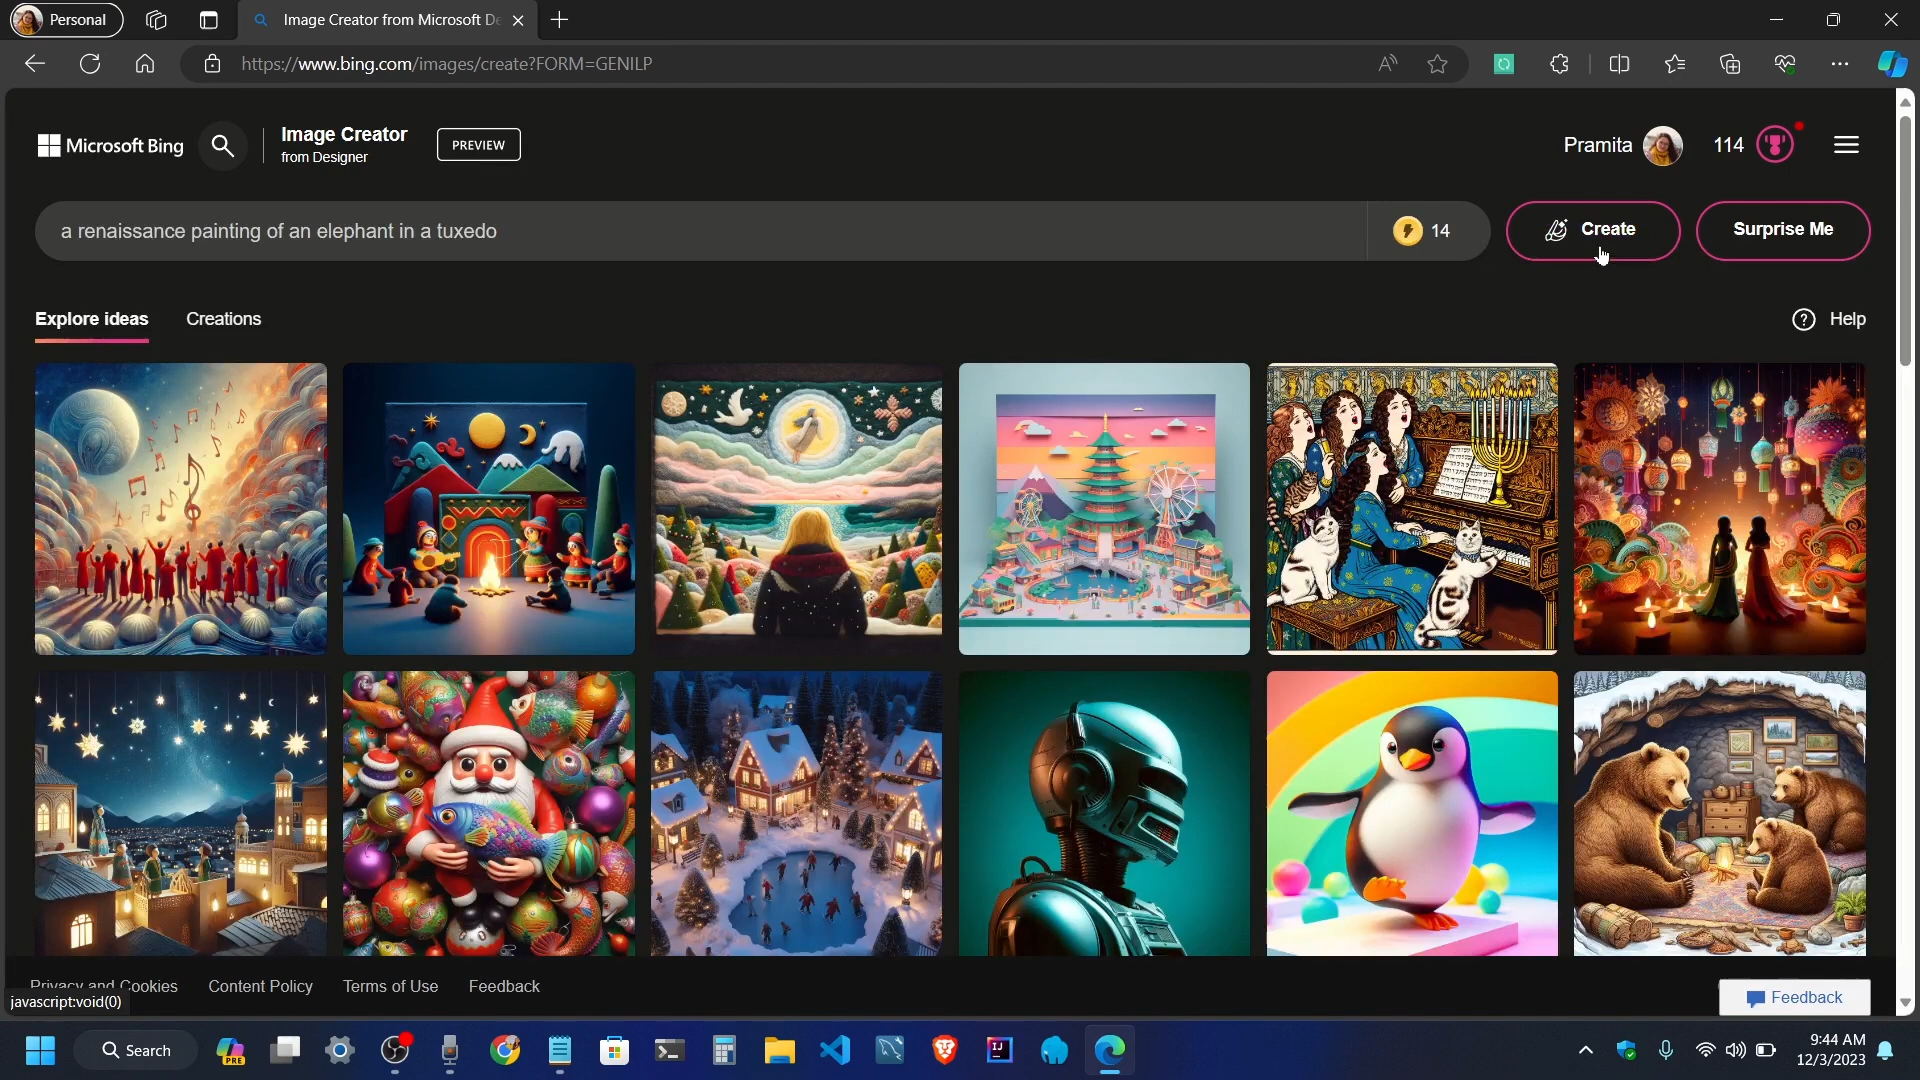 Personal
Image Creator from Microsoft De
https://www.bing.com/images/create?FORM=GENILP
Microsoft Bing
Image Creator
from Designer
PREVIEW
Pramita
114
a renaissance painting of an elephant in a tuxedo
14
Create
Surprise Me
Explore ideas
Creations
Help
Privacy and Cookies
Content Policy
Terms of Use
Feedback
javascript:void(0)
Feedback
Search
PRE
IJ
9:44 AM
12/3/2023